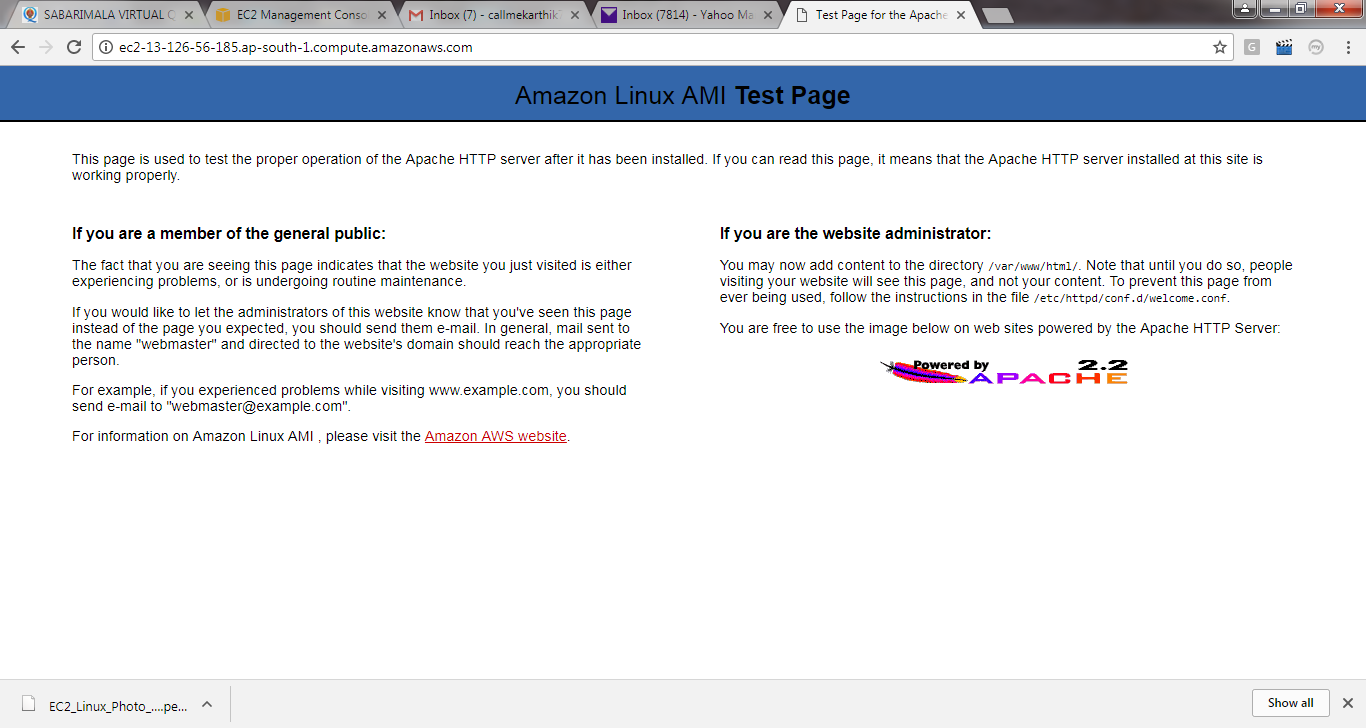 SABARIMALA VIRTUAL Q
EC2 Management Conso
Inbox (7) - callmekarthik
Inbox (7814) - Yahoo Ma
Test Page for the Apache
ec2-13-126-56-185.ap-south-1.compute.amazonaws.com
G
my
Amazon Linux AMI Test Page
This page is used to test the proper operation of the Apache HTTP server after it has been installed. If you can read this page, it means that the Apache HTTP server installed at this site is
working properly.
If you are a member of the general public:
The fact that you are seeing this page indicates that the website you just visited is either
experiencing problems, or is undergoing routine maintenance.
If you would like to let the administrators of this website know that you've seen this page
instead of the page you expected, you should send them e-mail. In general, mail sent to
the name "webmaster" and directed to the website's domain should reach the appropriate
person.
For example, if you experienced problems while visiting www.example.com, you should
send e-mail to "webmaster@example.com".
For information on Amazon Linux AMI , please visit the Amazon AWS website.
If you are the website administrator:
You may now add content to the directory /var/www/html/. Note that until you do so, people
visiting your website will see this page, and not your content. To prevent this page from
ever being used, follow the instructions in the file /etc/httpd/conf.d/welcome.conf.
You are free to use the image below on web sites powered by the Apache HTTP Server:
Powered by 2.2
APACHE
EC2_Linux_Photo_....pe...
Show all